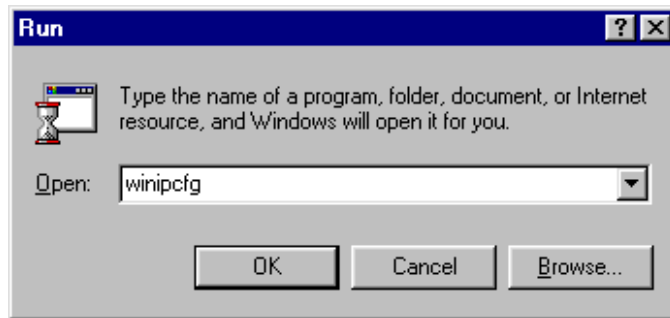 Run
Type the name of a program, folder, document, or Internet
resource, and Windows will open it for you.
Open: winipcfg
OK Cancel Browse...